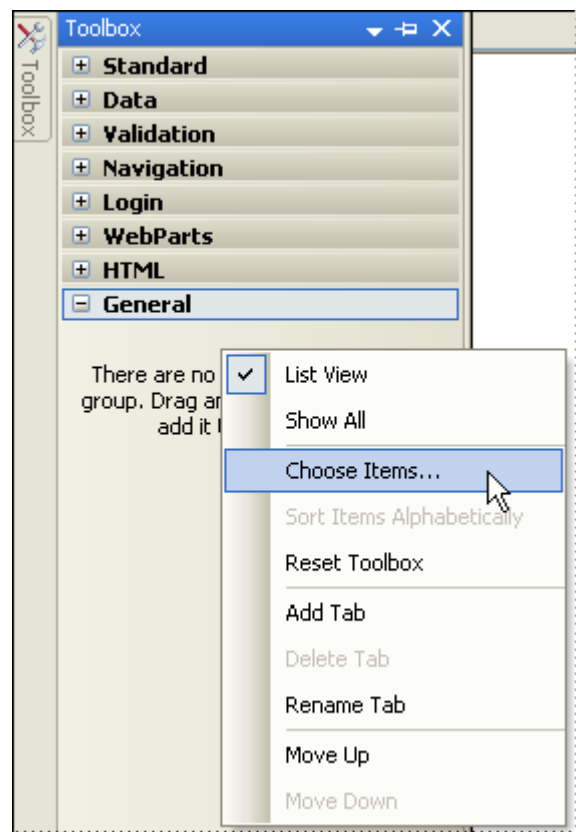 Toolbox
Toolbox
Standard
Data
Validation
Navigation
Login
WebParts
HTML
General
There are no
group. Drag
add it
List View
Show All
Choose Items...
Sort Items Alphabetically
Reset Toolbox
Add Tab
Delete Tab
Rename Tab
Move Up
Move Down